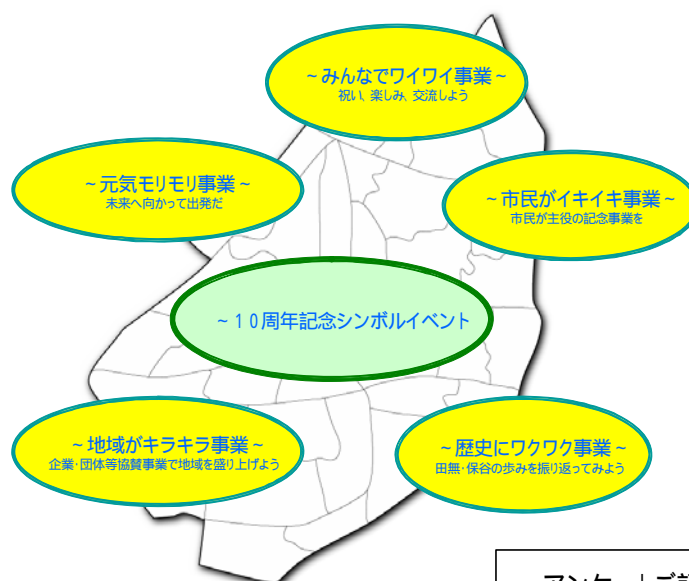 ~みんなでワイワイ事業~
祝い、楽しみ、交流しよう
~元気モリモリ事業~
未来へ向かって出発だ
~市民がイキイキ事業~
市民が主役の記念事業を
~10周年記念シンボルイベント
~地域がキラキラ事業~
企業・団体等協賛事業で地域を盛り上げよう
~歴史にワクワク事業~
田無・保谷の歩みを振り返ってみよう